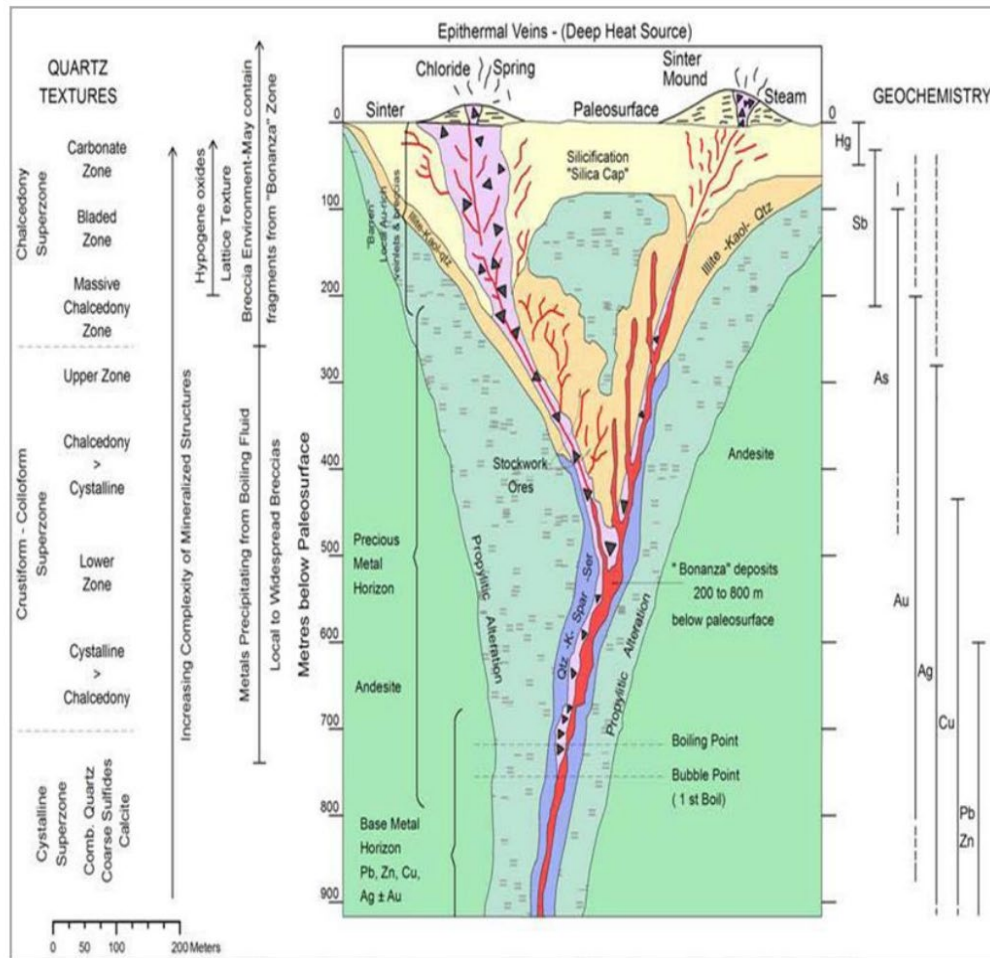 Epithermal Veins - (Deep Heat Source)
QUARTZ
TEXTURES
Chalcedony
Superzone
Carbonate
Zone
Bladed
Zone
Massive
Chalcedony
Zone
Crustiform - Colloform
Superzone
Upper Zone
Chalcedony
>
Cystalline
Lower
Zone
Cystalline
>
Chalcedony
Cystalline
Superzone
Comb. Quartz
Coarse Sulfides
Calcite
0 50 100 200 Meters
Increasing Complexity of Mineralized Structures
Hypogene oxides
Lattice Texture
Breccia Environment-May contain
fragments from "Bonanza" Zone
Metals Precipitating from Boiling Fluid
Local to Widespread Breccias
Metres below Paleosurface
0
100
200
300
400
500
600
700
800
900
Chloride Spring
Sinter
Paleosurface
Sinter
Mound
Steam
0
"Barren"
Local Au-rich
veinlets & breccias
Illite-Kaol-qtz
Silicification
"Silica Cap"
Illite -Kaol- Qtz
Stockwork
Ores
Andesite
Precious
Metal
Horizon
Propylitic
Alteration
Qtz -K- Spar -Ser
" Bonanza" deposits
200 to 800 m
below paleosurface
Propylitic Alteration
Andesite
Boiling Point
Bubble Point
( 1 st Boil)
Base Metal
Horizon
Pb, Zn, Cu,
Ag ± Au
GEOCHEMISTRY
Hg
Sb
As
Au
Ag
Cu
Pb
Zn